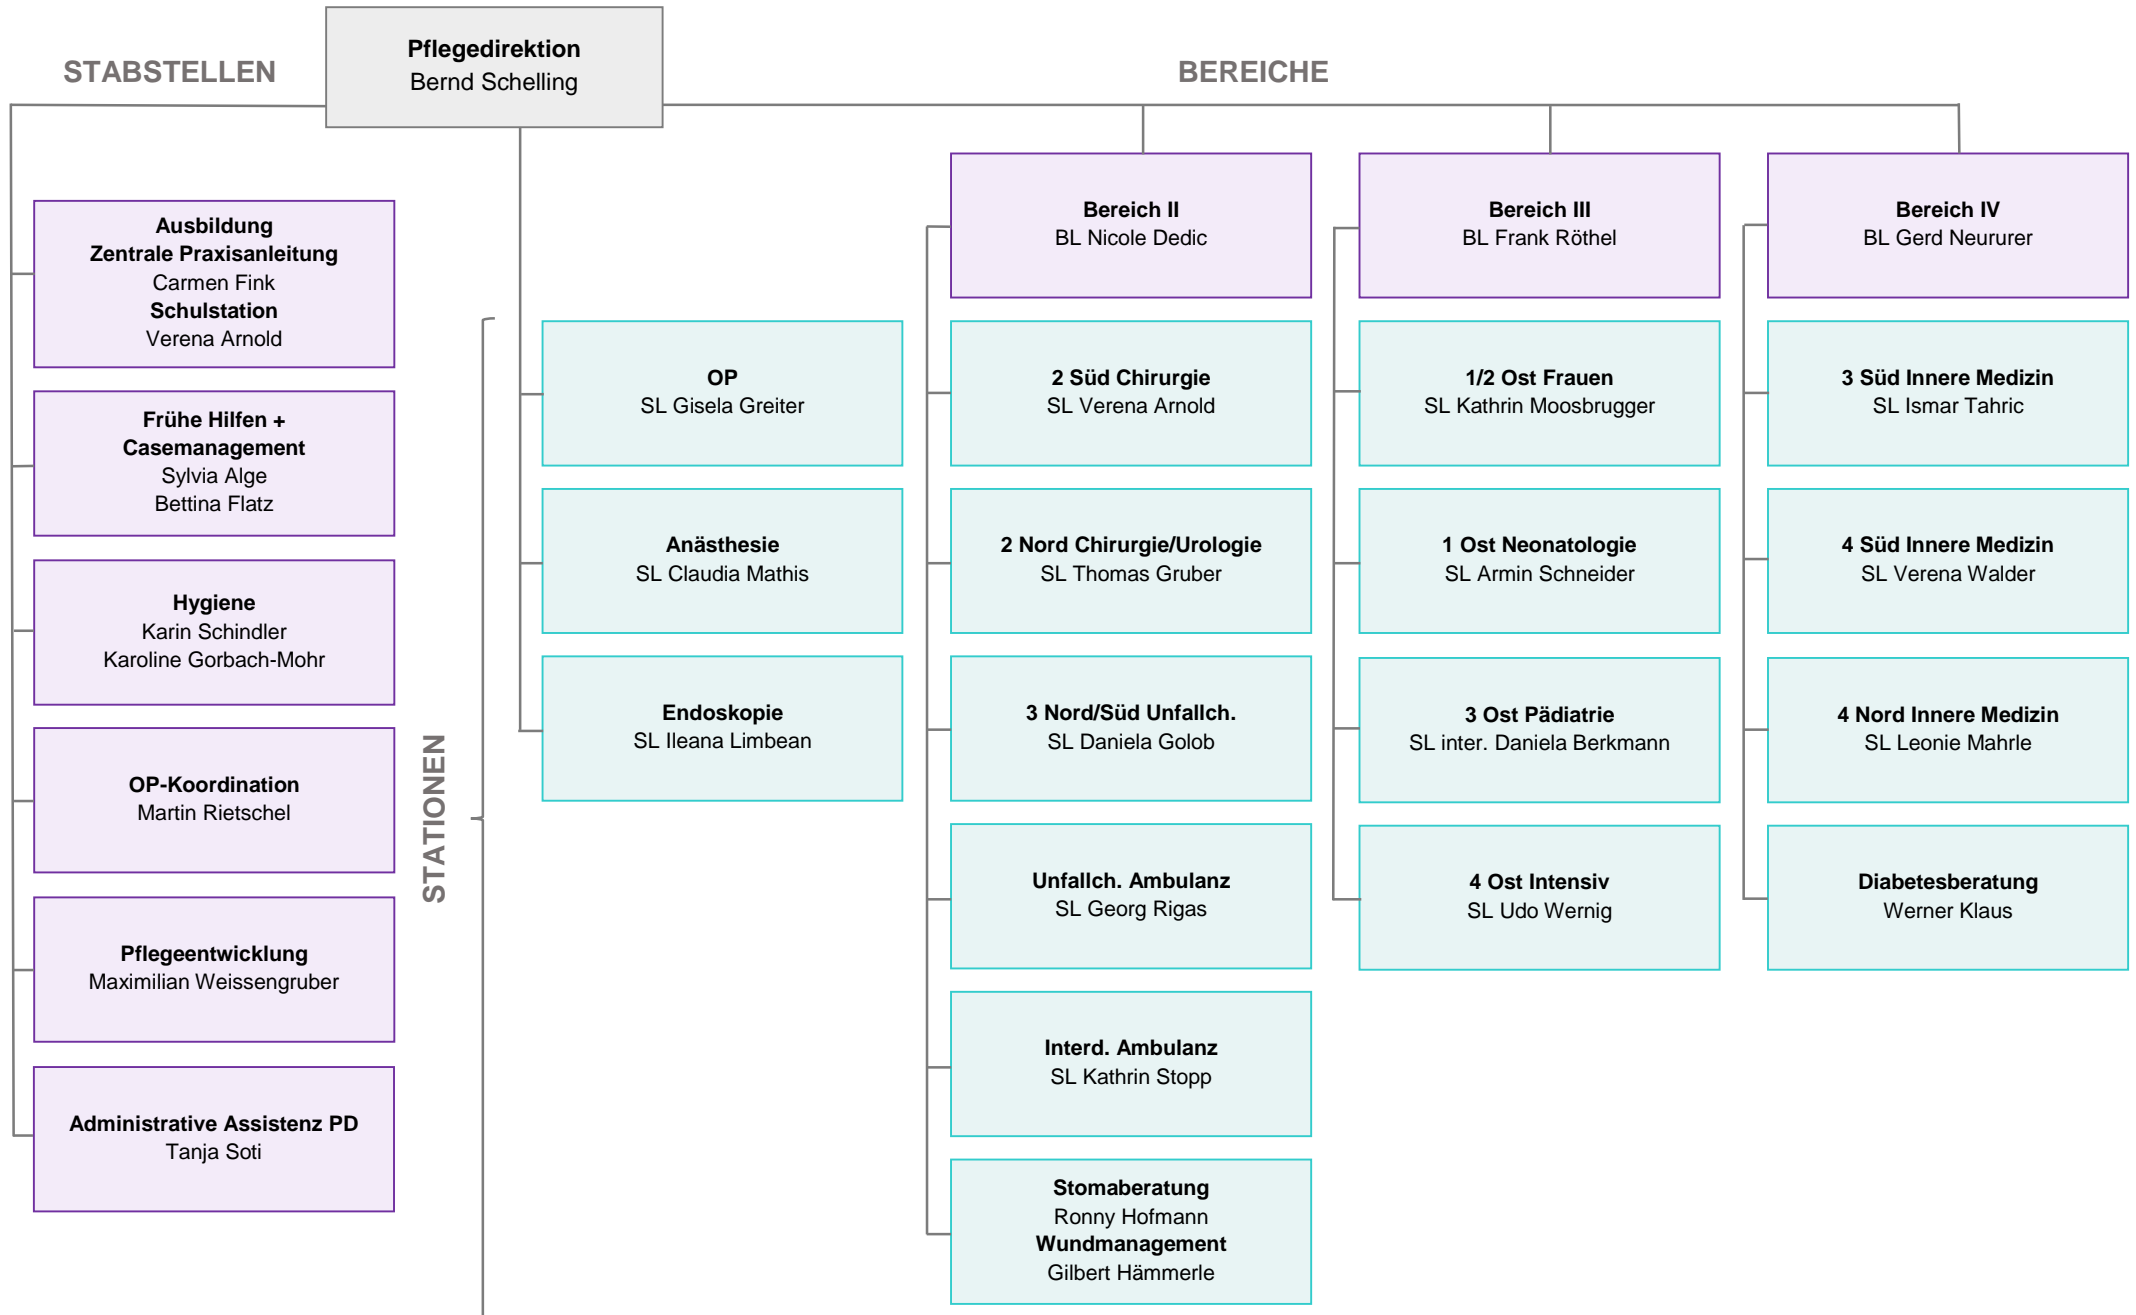 Pflegedirektion
Bernd Schelling
STABSTELLEN
BEREICHE
Ausbildung
Zentrale Praxisanleitung
Carmen Fink
Schulstation
Verena Arnold
Frühe Hilfen +
Casemanagement
Sylvia Alge
Bettina Flatz
Hygiene
Karin Schindler
Karoline Gorbach-Mohr
OP-Koordination
Martin Rietschel
Pflegeentwicklung
Maximilian Weissengruber
Administrative Assistenz PD
Tanja Soti
STATIONEN
OP
SL Gisela Greiter
Anästhesie
SL Claudia Mathis
Endoskopie
SL Ileana Limbean
Bereich II
BL Nicole Dedic
2 Süd Chirurgie
SL Verena Arnold
2 Nord Chirurgie/Urologie
SL Thomas Gruber
3 Nord/Süd Unfallch.
SL Daniela Golob
Unfallch. Ambulanz
SL Georg Rigas
Interd. Ambulanz
SL Kathrin Stopp
Stomaberatung
Ronny Hofmann
Wundmanagement
Gilbert Hämmerle
Bereich III
BL Frank Röthel
1/2 Ost Frauen
SL Kathrin Moosbrugger
1 Ost Neonatologie
SL Armin Schneider
3 Ost Pädiatrie
SL inter. Daniela Berkmann
4 Ost Intensiv
SL Udo Wernig
Bereich IV
BL Gerd Neururer
3 Süd Innere Medizin
SL Ismar Tahric
4 Süd Innere Medizin
SL Verena Walder
4 Nord Innere Medizin
SL Leonie Mahrle
Diabetesberatung
Werner Klaus